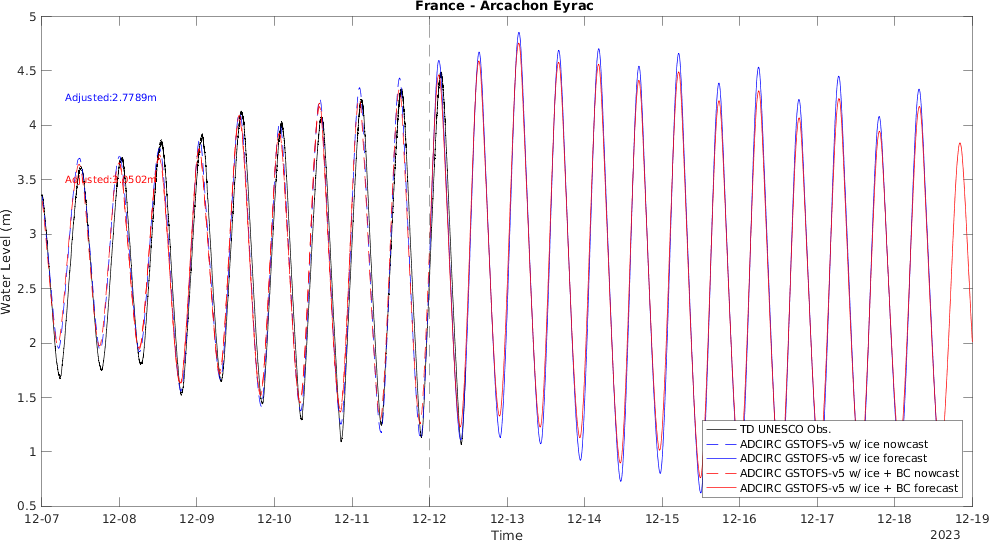 France - Arcachon Eyrac
Water Level (m)
5
4.5
4
3.5
3
2.5
2
1.5
1
0.5
Adjusted:2.7789m
TD UNESCO Obs.
ADCIRC GSTOFS-v5 w/ ice nowcast
ADCIRC GSTOFS-v5 w/ ice forecast
ADCIRC GSTOFS-v5 w/ ice + BC nowcast
ADCIRC GSTOFS-v5 w/ ice + BC forecast
12-07 12-08 12-09 12-10 12-11 12-12 12-13 12-14 12-15 12-16 12-17 12-18 12-19
Time
2023